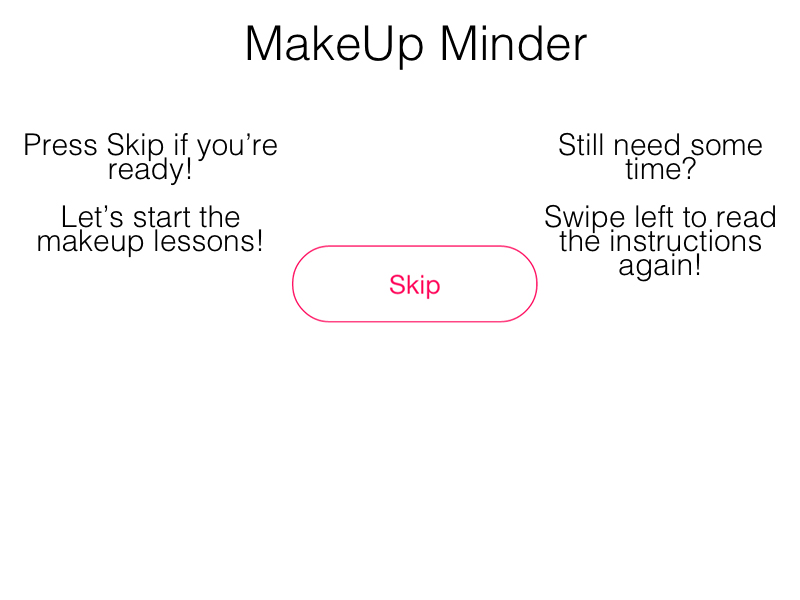 MakeUp Minder
Press Skip if you're
ready!
Let's start the
makeup lessons!
Still need some
time?
Swipe left to read
the instructions
again!
Skip